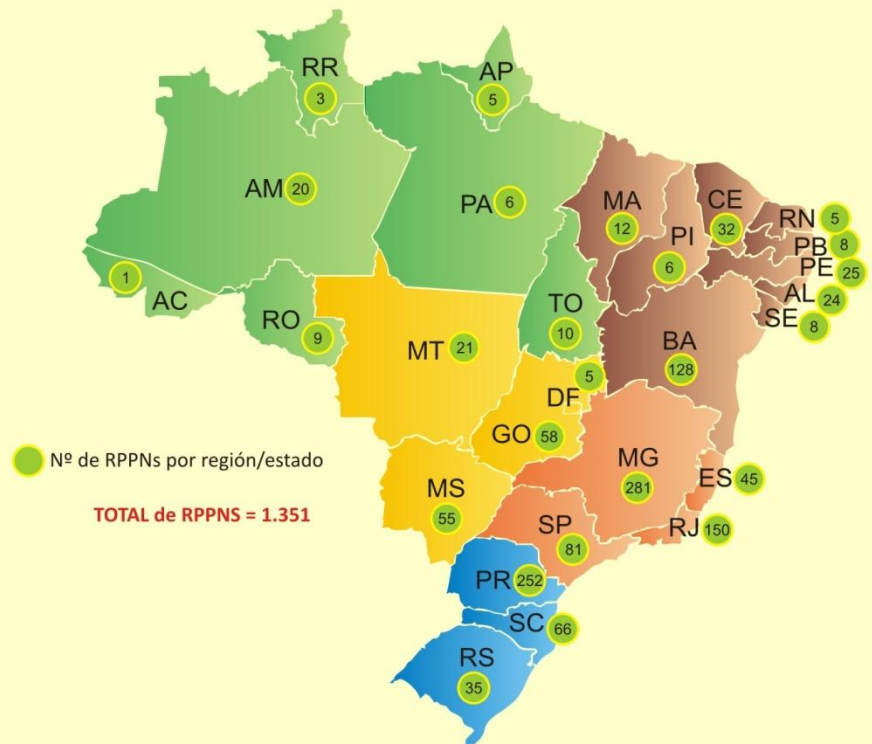 RR
3
AP
5
AM 20
PA 6
MA
12
PI
6
CE
32
RN 5
PB 8
PE 25
AL 24
SE 8
1
AC
RO
9
TO
10
MT 21
BA
128
5
DF
GO
58
Nº de RPPNs por región/estado
TOTAL de RPPNS = 1.351
MS
55
MG
281
ES 45
RJ 150
SP
81
PR 252
SC 66
RS
35